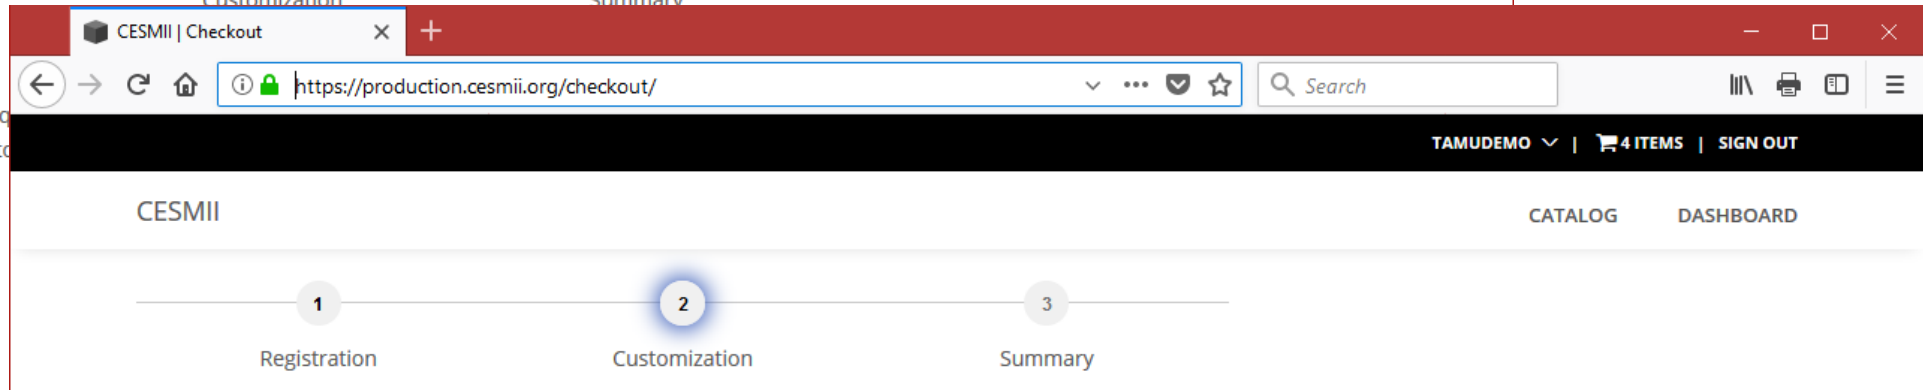 CESMII | Checkout
https://production.cesmii.org/checkout/
Search
TAMUDEMO | 4 ITEMS | SIGN OUT
CESMII
CATALOG DASHBOARD
1 2 3
Registration Customization Summary